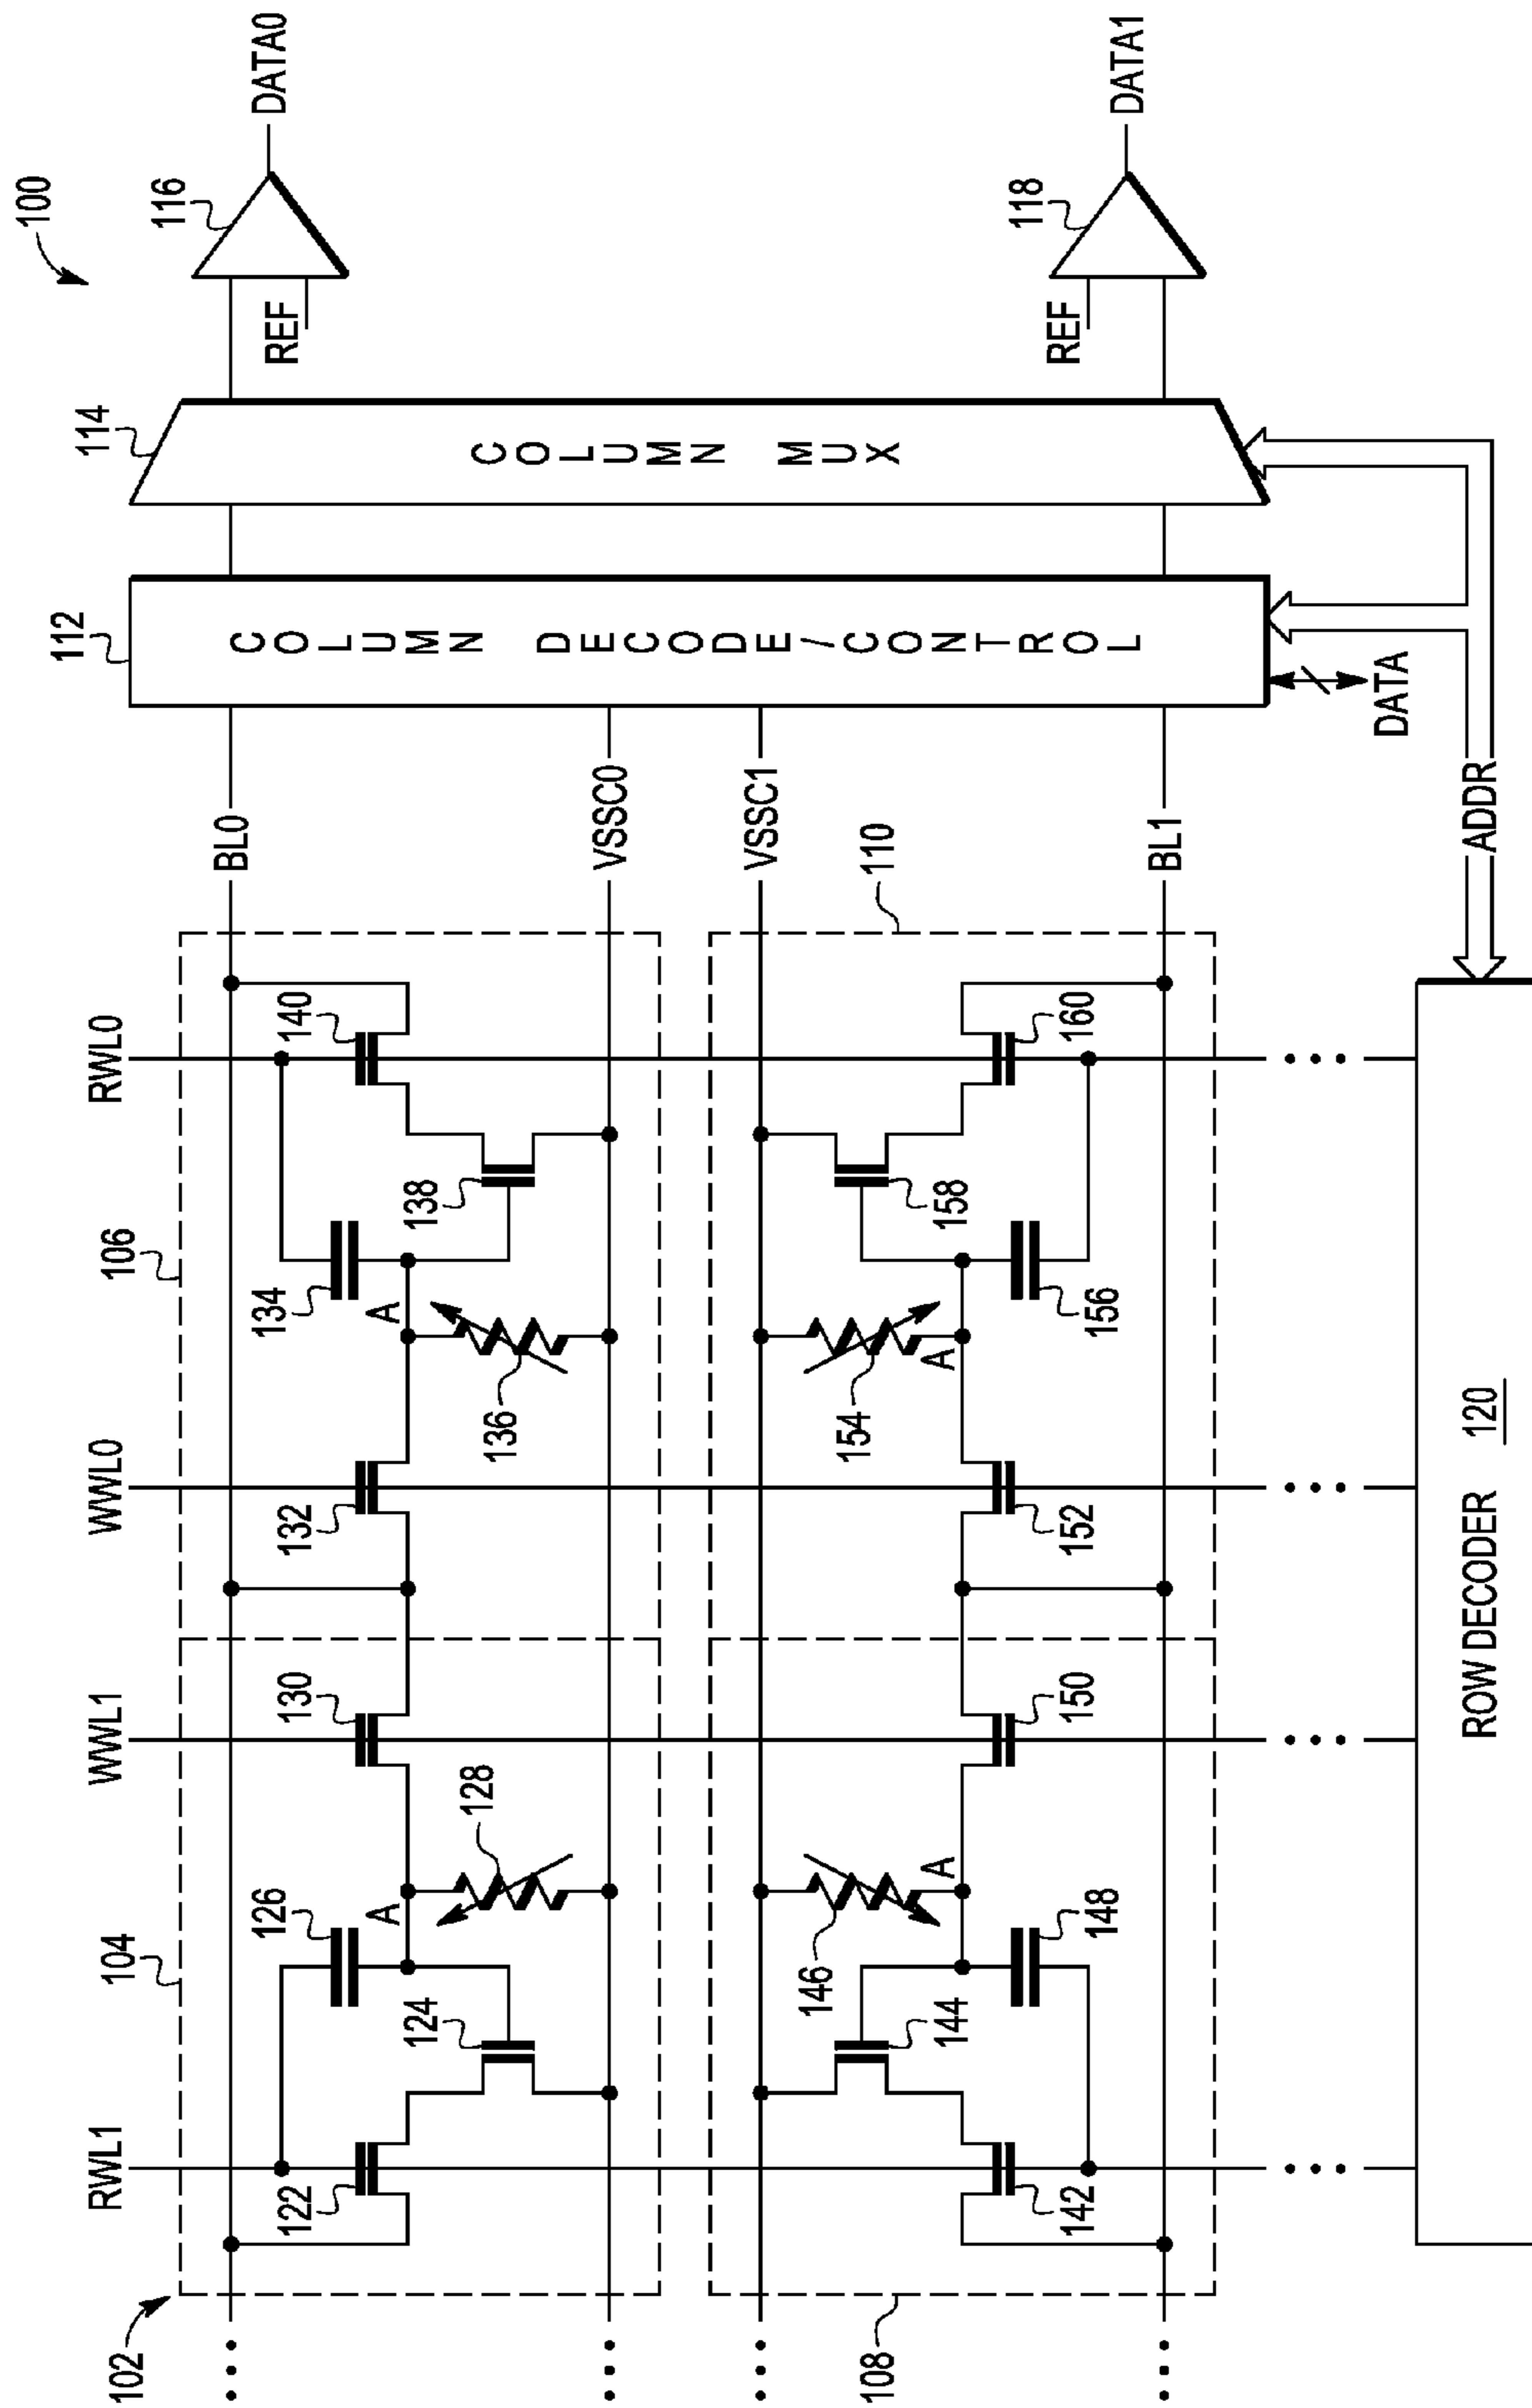 100
102
RWL1
WWL1
WWL0
RWL0
104
106
112
114
116
DATA0
REF
BL0
122
126
130
132
134
140
A
A
124
128
136
138
VSSC0
COLUMN DECODE/CONTROL
COLUMN MUX
VSSC1
146
144
A
154
A
158
118
DATA1
REF
108
142
148
150
152
156
160
110
BL1
DATA
ADDR
ROW DECODER 120